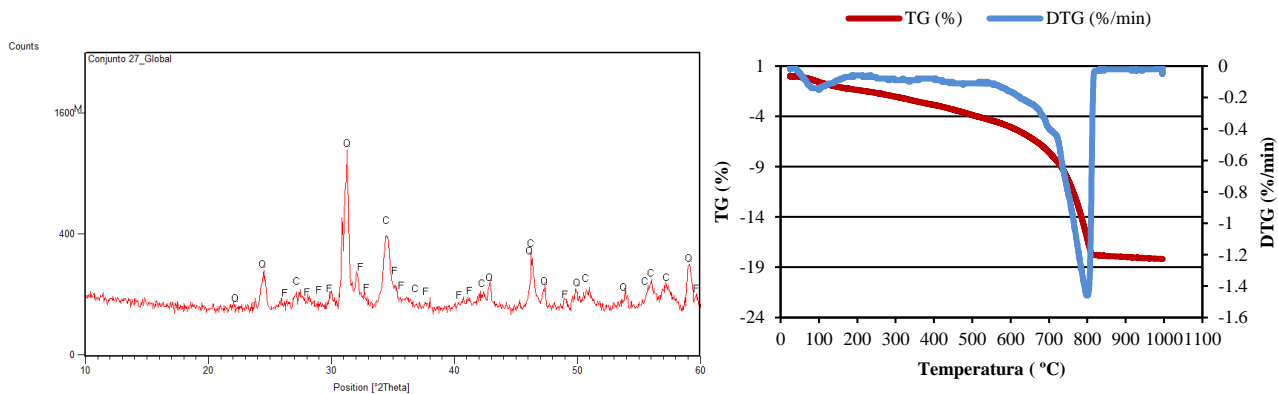 Counts
Conjunto 27_Global
M
1600
400
0
Q
Q
Q
C
F
F
F
F
Q
F
F
C
F
F
C
F
F
F
F
C
Q
Q
C
Q
F
Q
C
Q
C
C
C
Q
F
10
20
30
40
50
60
Position [°2Theta]
TG (%)
DTG (%/min)
1
-4
-9
-14
-19
-24
TG (%)
0
-0.2
-0.4
-0.6
-0.8
-1
-1.2
-1.4
-1.6
DTG (%/min)
0 100 200 300 400 500 600 700 800 900 1000 1100
Temperatura ( ºC)